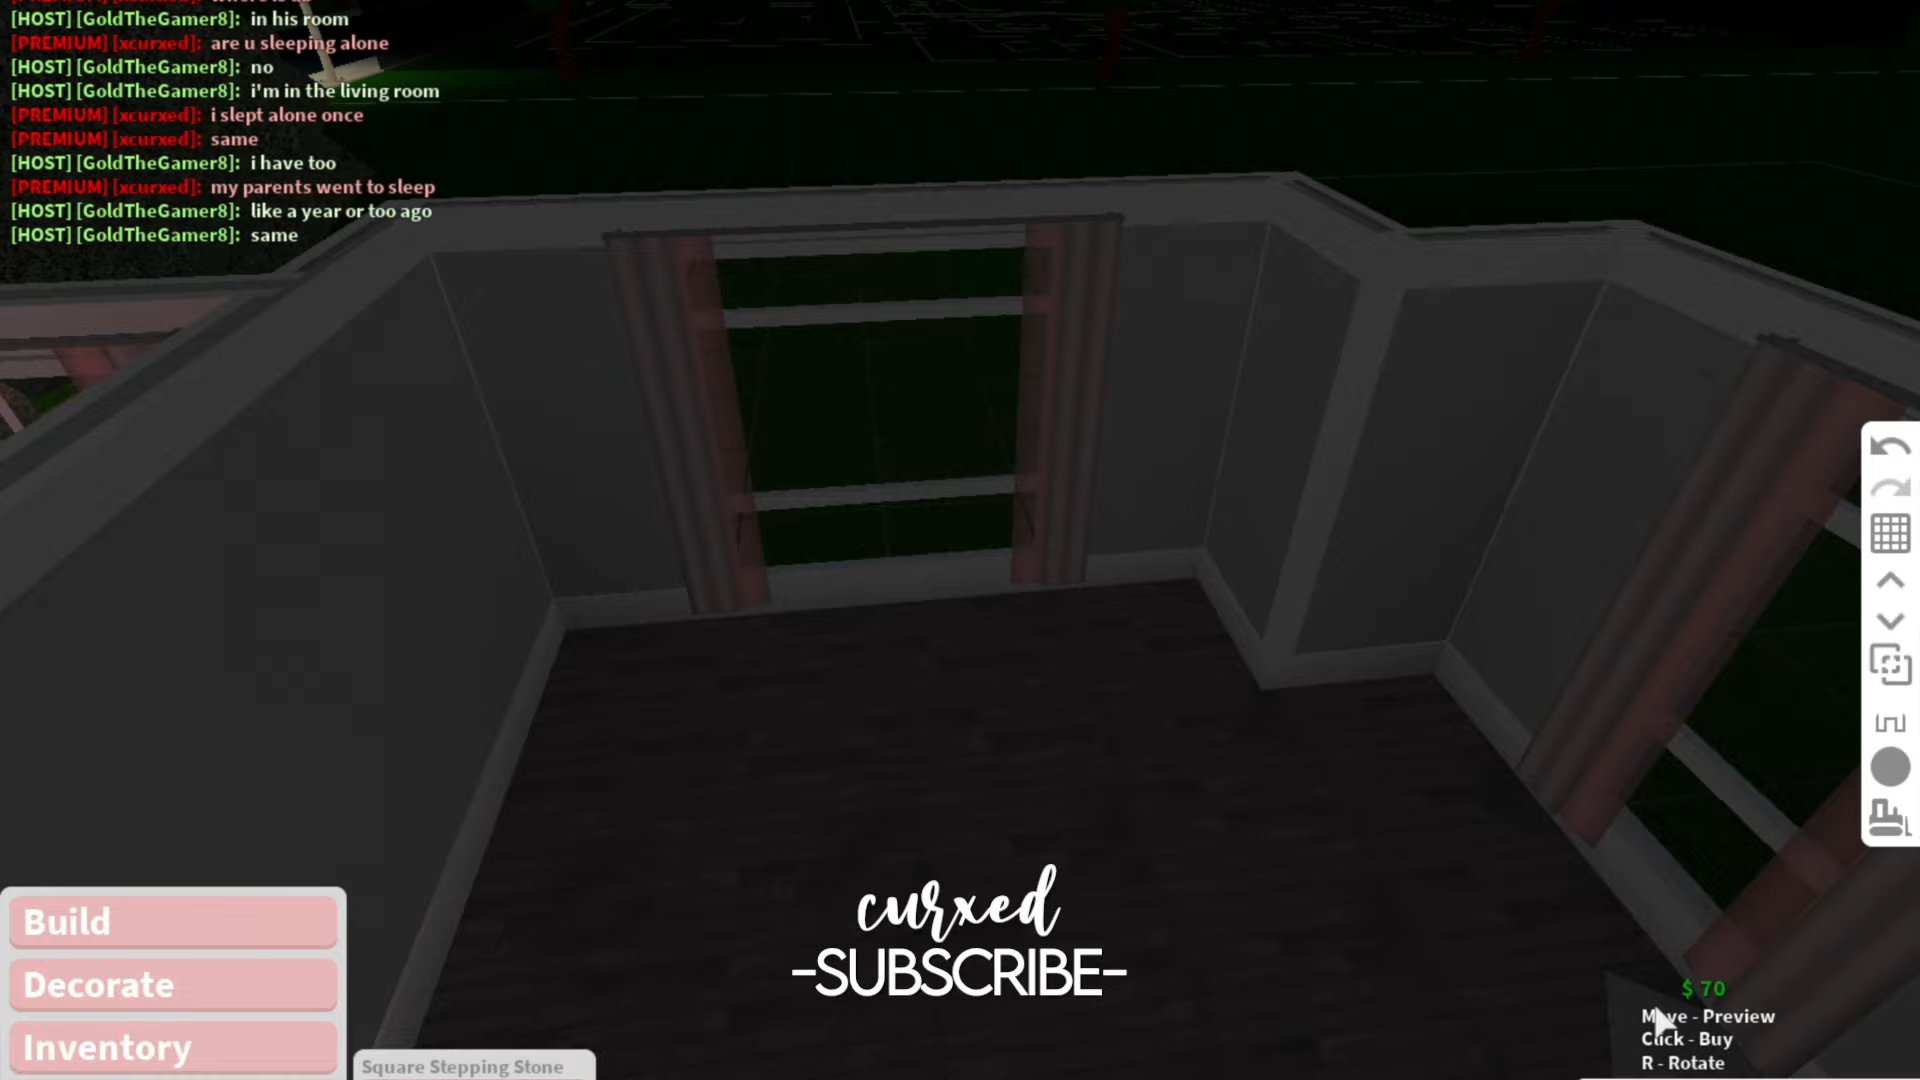 [HOST] [GoldTheGamer8]: in his room
[PREMIUM] [xcurxed]: are u sleeping alone
[HOST] [GoldTheGamer8]: no
[HOST] [GoldTheGamer8]: i'm in the living room
[PREMIUM] [xcurxed]: i slept alone once
[PREMIUM] [xcurxed]: same
[HOST] [GoldTheGamer8]: i have too
[PREMIUM] [xcurxed]: my parents went to sleep
[HOST] [GoldTheGamer8]: like a year or too ago
[HOST] [GoldTheGamer8]: same
curxed
-SUBSCRIBE-
Build
Decorate
Inventory
Square Stepping Stone
$ 70
Move - Preview
Click - Buy
R - Rotate